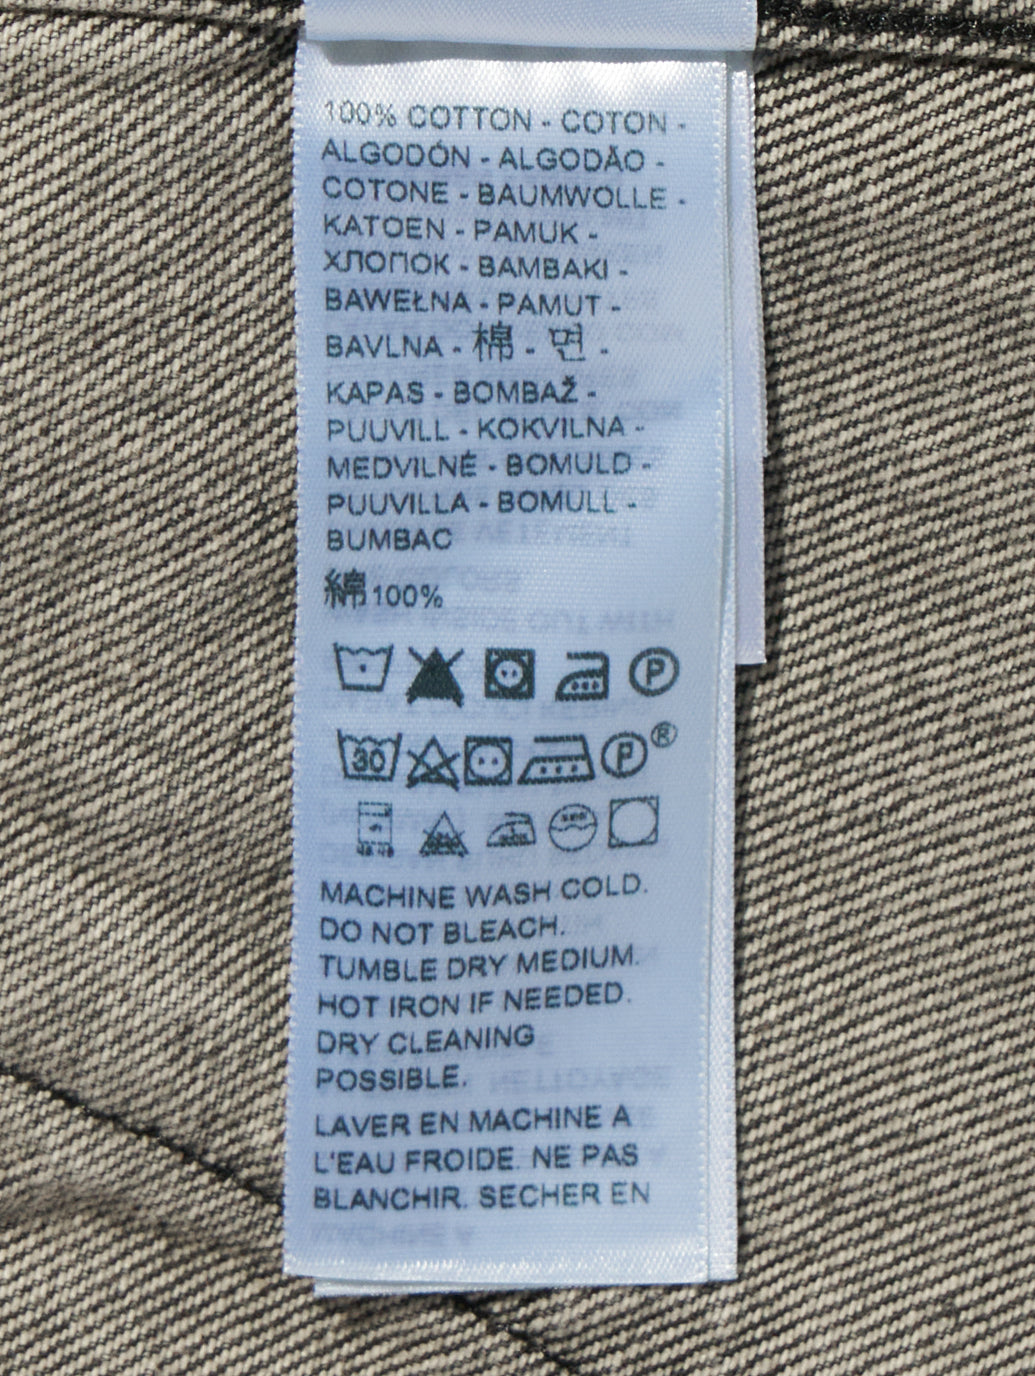 100% COTTON - COTON -
ALGODÓN - ALGODÃO -
COTONE - BAUMWOLLE -
KATOEN - PAMUK -
ХЛОПОК - BAMBAKI -
BAWEŁNA - PAMUT -
BAVLNA - 棉 - 면 -
KAPAS - BOMBAŽ -
PUUVILL - KOKVILNA -
MEDVILNÉ - BOMULD -
PUUVILLA - BOMULL -
BUMBAC
綿100%
P
30 P®
MACHINE WASH COLD.
DO NOT BLEACH.
TUMBLE DRY MEDIUM.
HOT IRON IF NEEDED.
DRY CLEANING
POSSIBLE.
LAVER EN MACHINE A
L'EAU FROIDE. NE PAS
BLANCHIR. SECHER EN